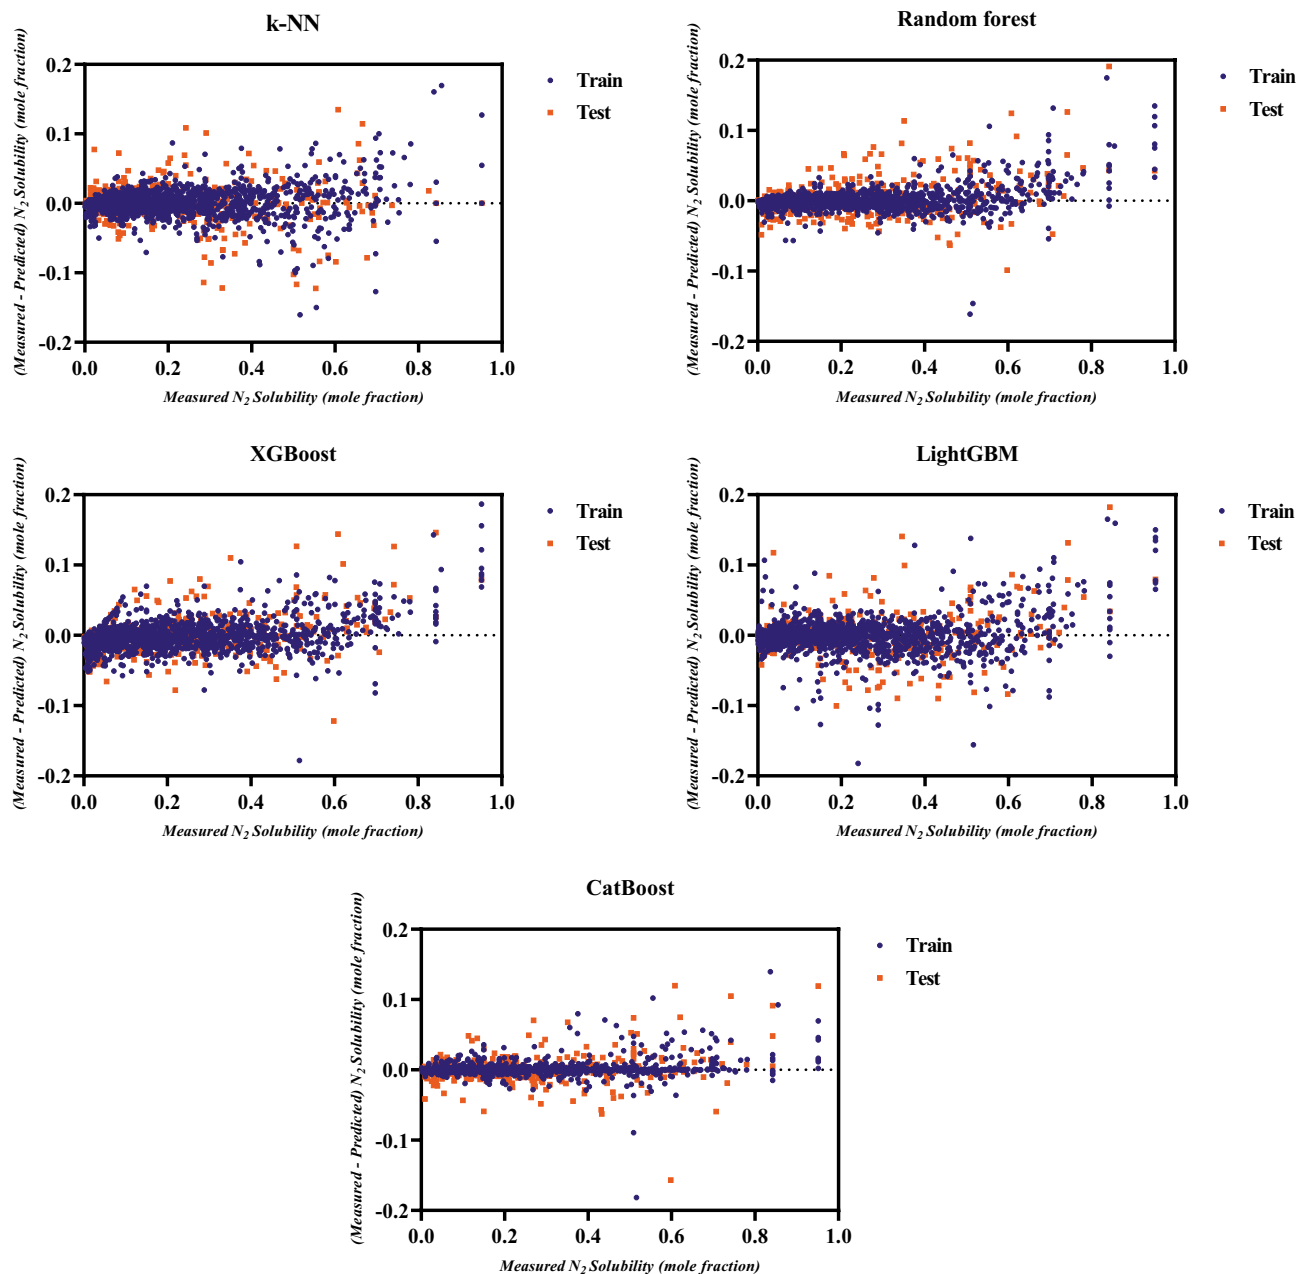 k-NN
(Measured - Predicted) N2 Solubility (mole fraction)
0.2
0.1
0.0
-0.1
-0.2
0.0 0.2 0.4 0.6 0.8 1.0
Measured N2 Solubility (mole fraction)
Train
Test
Random forest
(Measured - Predicted) N2 Solubility (mole fraction)
0.2
0.1
0.0
-0.1
-0.2
0.0 0.2 0.4 0.6 0.8 1.0
Measured N2 Solubility (mole fraction)
Train
Test
XGBoost
(Measured - Predicted) N2 Solubility (mole fraction)
0.2
0.1
0.0
-0.1
-0.2
0.0 0.2 0.4 0.6 0.8 1.0
Measured N2 Solubility (mole fraction)
Train
Test
LightGBM
(Measured - Predicted) N2 Solubility (mole fraction)
0.2
0.1
0.0
-0.1
-0.2
0.0 0.2 0.4 0.6 0.8 1.0
Measured N2 Solubility (mole fraction)
Train
Test
CatBoost
(Measured - Predicted) N2 Solubility (mole fraction)
0.2
0.1
0.0
-0.1
-0.2
0.0 0.2 0.4 0.6 0.8 1.0
Measured N2 Solubility (mole fraction)
Train
Test